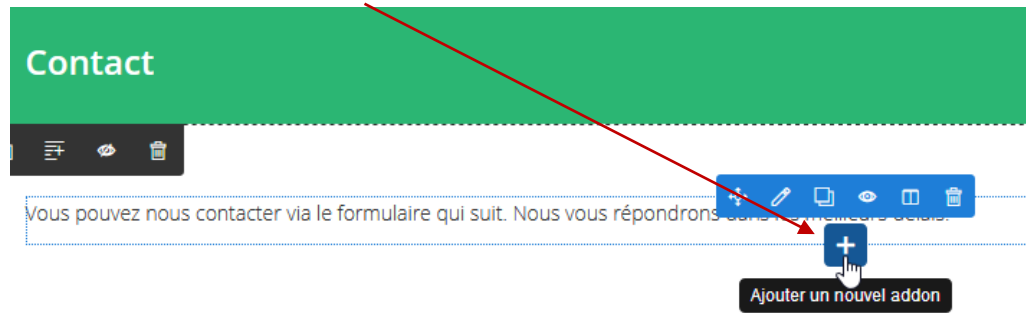 Contact
Vous pouvez nous contacter via le formulaire qui suit. Nous vous répondrons dans les meilleurs délais.
Ajouter un nouvel addon